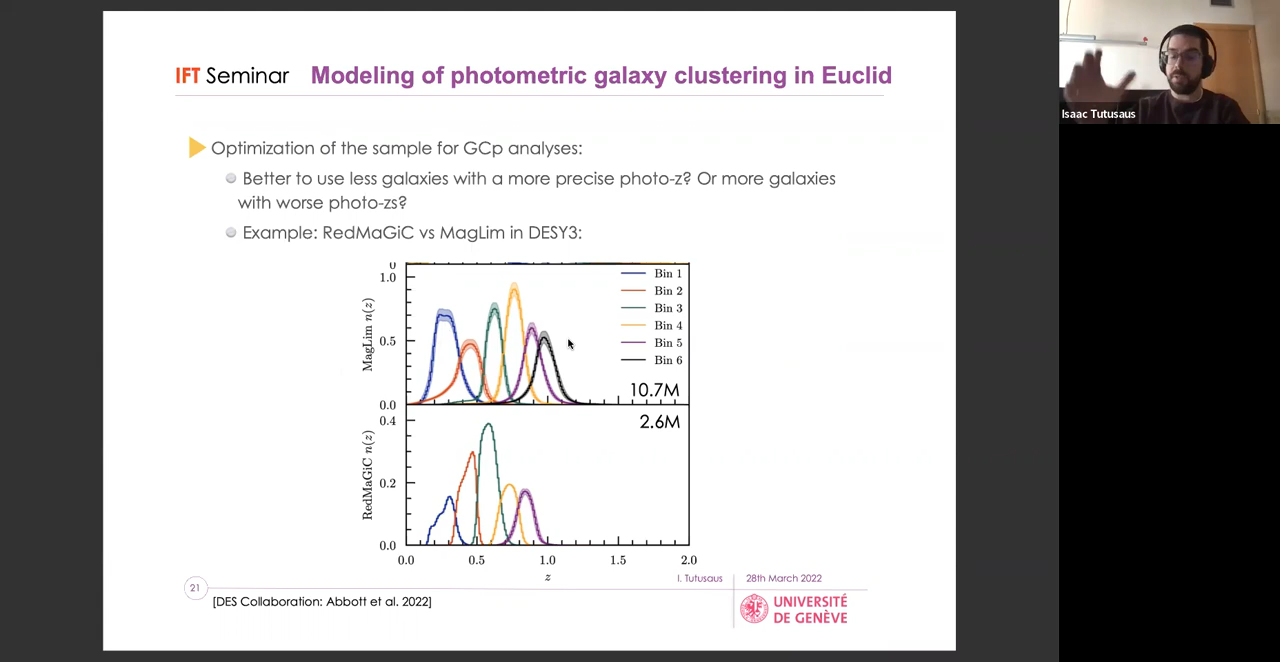 IFT Seminar Modeling of photometric galaxy clustering in Euclid
Isaac Tutusaus
Optimization of the sample for GCp analyses:
Better to use less galaxies with a more precise photo-z? Or more galaxies
with worse photo-zs?
Example: RedMaGiC vs MagLim in DESY3:
0
1.0
0.5
0.0
MagLim n(z)
Bin 1
Bin 2
Bin 3
Bin 4
Bin 5
Bin 6
10.7M
2.6M
0.4
0.2
0.0
RedMaGiC n(z)
0.0 0.5 1.0 1.5 2.0
z
I. Tutusaus 28th March 2022
21
[DES Collaboration: Abbott et al. 2022]
UNIVERSITÉ
DE GENÈVE